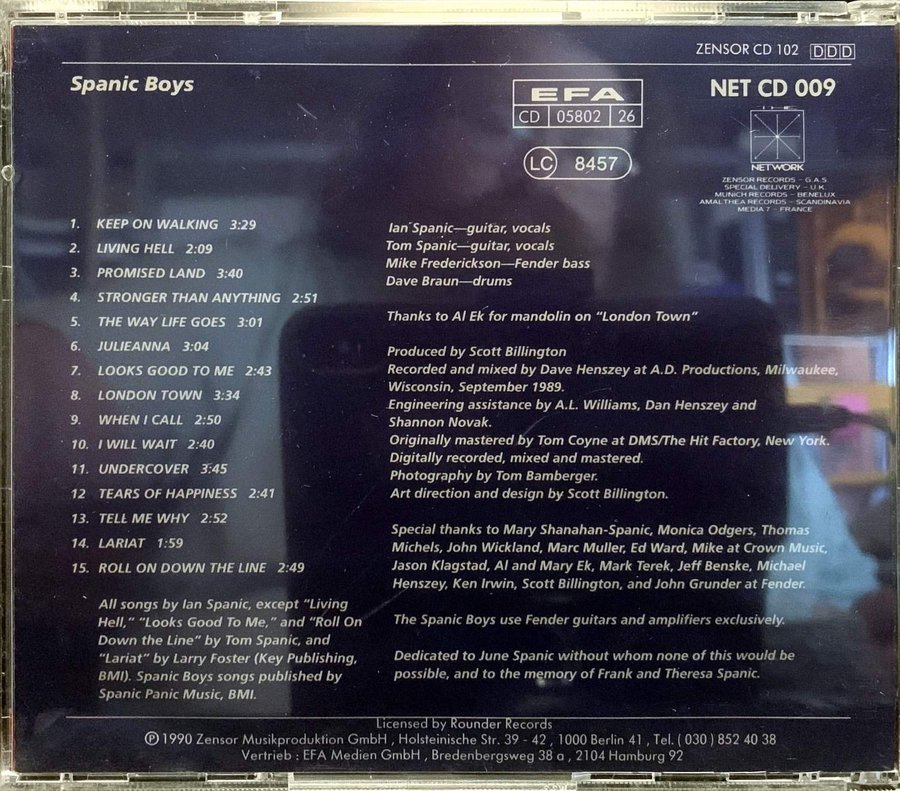 ZENSOR CD 102 DDD
Spanic Boys
EFA
CD 05802 26
LC 8457
NET CD 009
THE
NETWORK
ZENSOR RECORDS – G.A.S.
SPECIAL DELIVERY – U.K.
MUNICH RECORDS – BENELUX
AMALTHEA RECORDS – SCANDINAVIA
MEDIA 7 – FRANCE
1. KEEP ON WALKING 3:29
2. LIVING HELL 2:09
3. PROMISED LAND 3:40
4. STRONGER THAN ANYTHING 2:51
5. THE WAY LIFE GOES 3:01
6. JULIEANNA 3:04
7. LOOKS GOOD TO ME 2:43
8. LONDON TOWN 3:34
9. WHEN I CALL 2:50
10. I WILL WAIT 2:40
11. UNDERCOVER 3:45
12 TEARS OF HAPPINESS 2:41
13. TELL ME WHY 2:52
14. LARIAT 1:59
15. ROLL ON DOWN THE LINE 2:49
All songs by Ian Spanic, except “Living
Hell,” “Looks Good To Me,” and “Roll On
Down the Line” by Tom Spanic, and
“Lariat” by Larry Foster (Key Publishing,
BMI). Spanic Boys songs published by
Spanic Panic Music, BMI.
Ian Spanic—guitar, vocals
Tom Spanic—guitar, vocals
Mike Frederickson—Fender bass
Dave Braun—drums
Thanks to Al Ek for mandolin on “London Town”
Produced by Scott Billington
Recorded and mixed by Dave Henszey at A.D. Productions, Milwaukee,
Wisconsin, September 1989.
Engineering assistance by A.L. Williams, Dan Henszey and
Shannon Novak.
Originally mastered by Tom Coyne at DMS/The Hit Factory, New York.
Digitally recorded, mixed and mastered.
Photography by Tom Bamberger.
Art direction and design by Scott Billington.
Special thanks to Mary Shanahan-Spanic, Monica Odgers, Thomas
Michels, John Wickland, Marc Muller, Ed Ward, Mike at Crown Music,
Jason Klagstad, Al and Mary Ek, Mark Terek, Jeff Benske, Michael
Henszey, Ken Irwin, Scott Billington, and John Grunder at Fender.
The Spanic Boys use Fender guitars and amplifiers exclusively.
Dedicated to June Spanic without whom none of this would be
possible, and to the memory of Frank and Theresa Spanic.
Licensed by Rounder Records
℗ 1990 Zensor Musikproduktion GmbH , Holsteinische Str. 39 - 42 , 1000 Berlin 41 , Tel. ( 030 ) 852 40 38
Vertrieb : EFA Medien GmbH , Bredenbergsweg 38 a , 2104 Hamburg 92